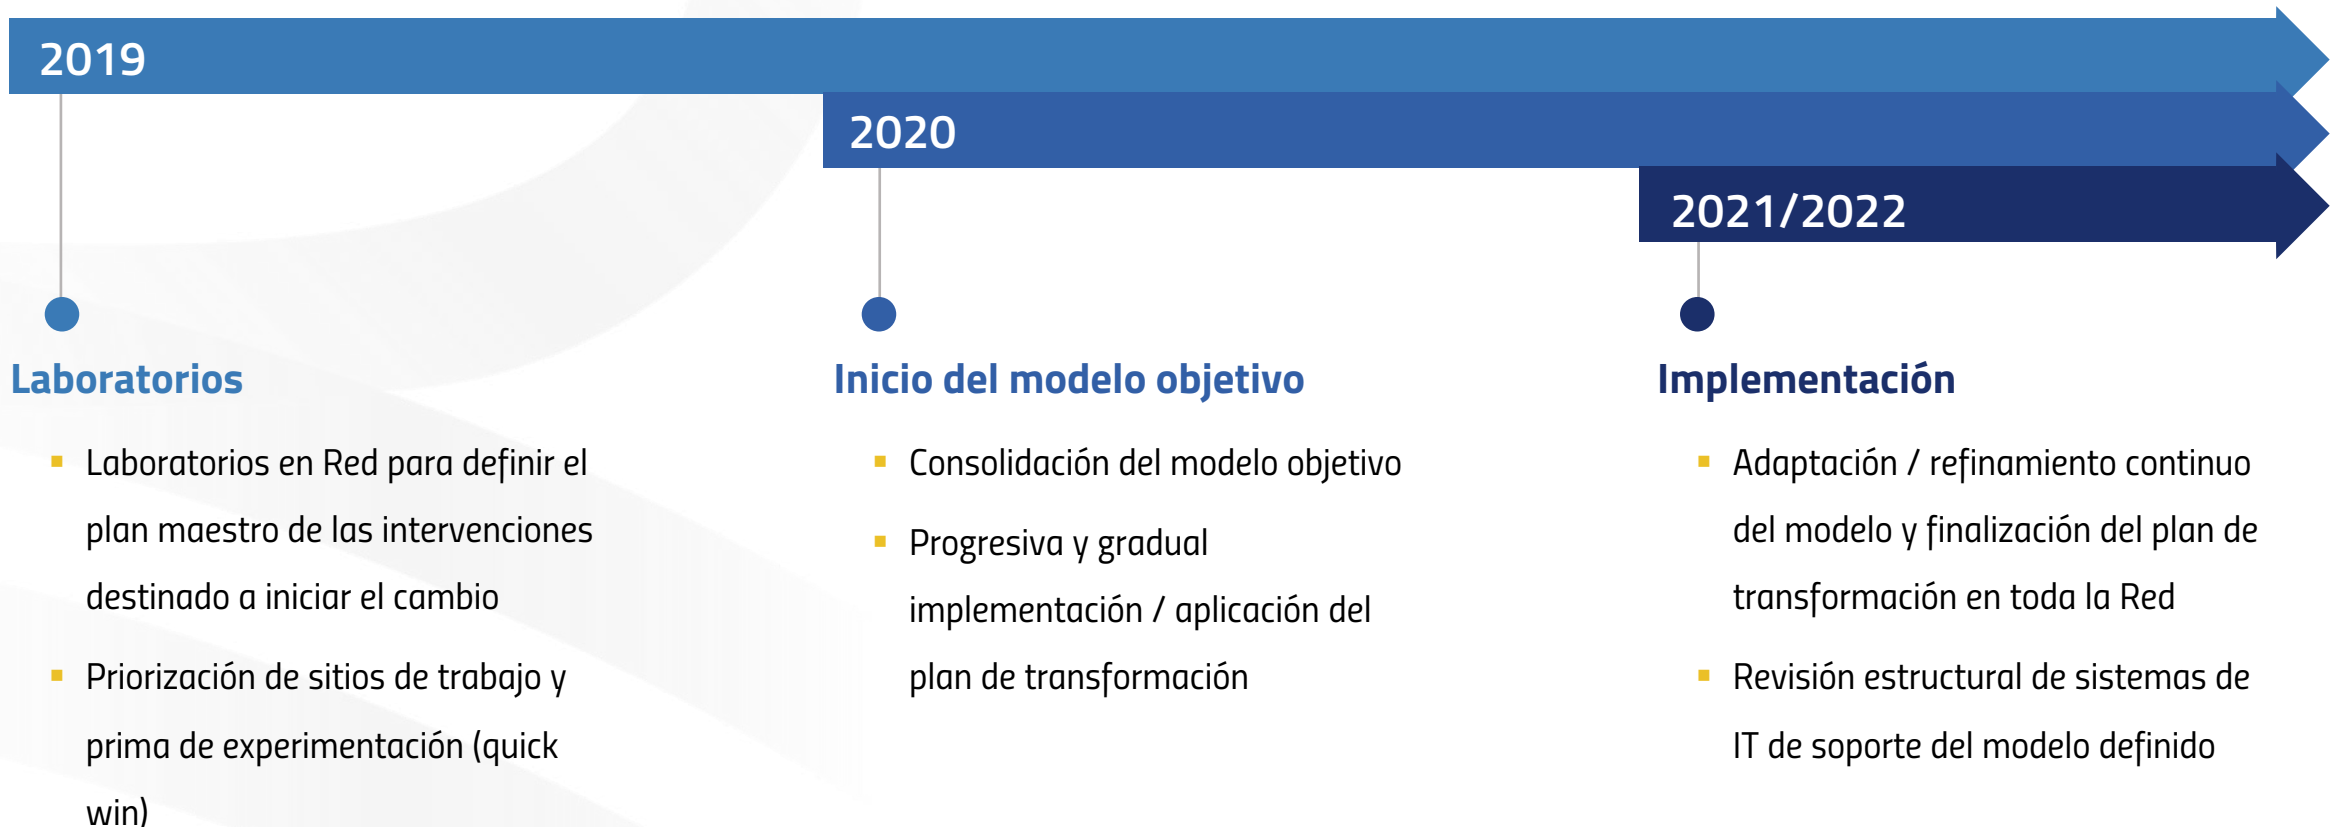 2019
2020
2021/2022
Laboratorios
Laboratorios en Red para definir el
plan maestro de las intervenciones
destinado a iniciar el cambio
Priorización de sitios de trabajo y
prima de experimentación (quick
win)
Inicio del modelo objetivo
Consolidación del modelo objetivo
Progresiva y gradual
implementación / aplicación del
plan de transformación
Implementación
Adaptación / refinamiento continuo
del modelo y finalización del plan de
transformación en toda la Red
Revisión estructural de sistemas de
IT de soporte del modelo definido